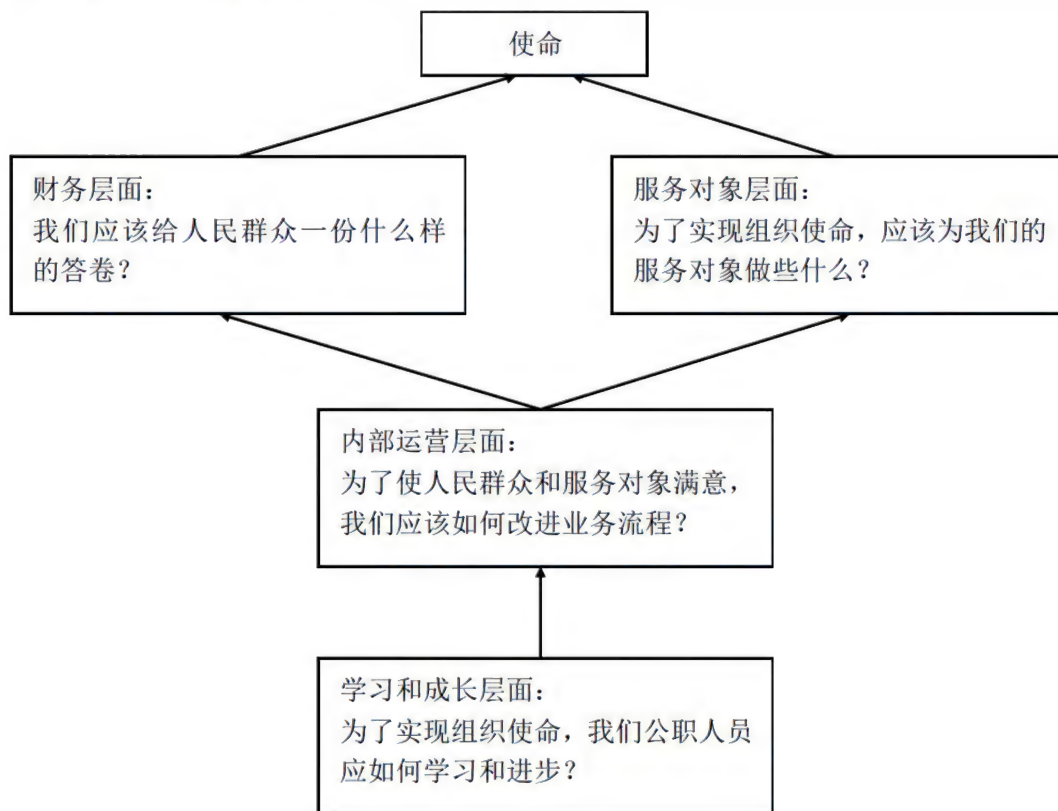 使命
财务层面：
我们应该给人民群众一份什么样
的答卷？
服务对象层面：
为了实现组织使命，应该为我们的
服务对象做些什么？
内部运营层面：
为了使人民群众和服务对象满意，
我们应该如何改进业务流程？
学习和成长层面：
为了实现组织使命，我们公职人员
应如何学习和进步？